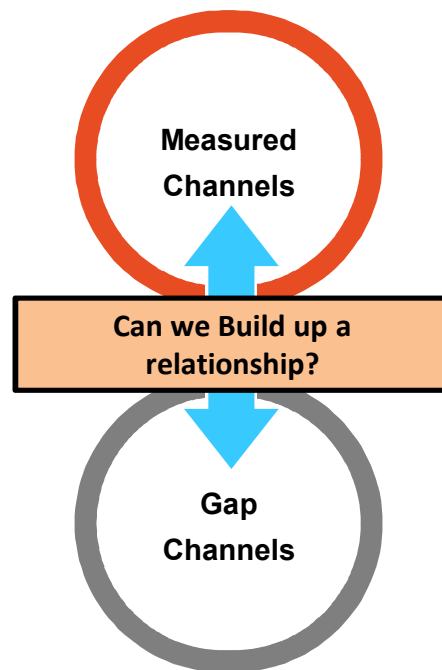 Measured
Channels
Can we Build up a
relationship?
Gap
Channels